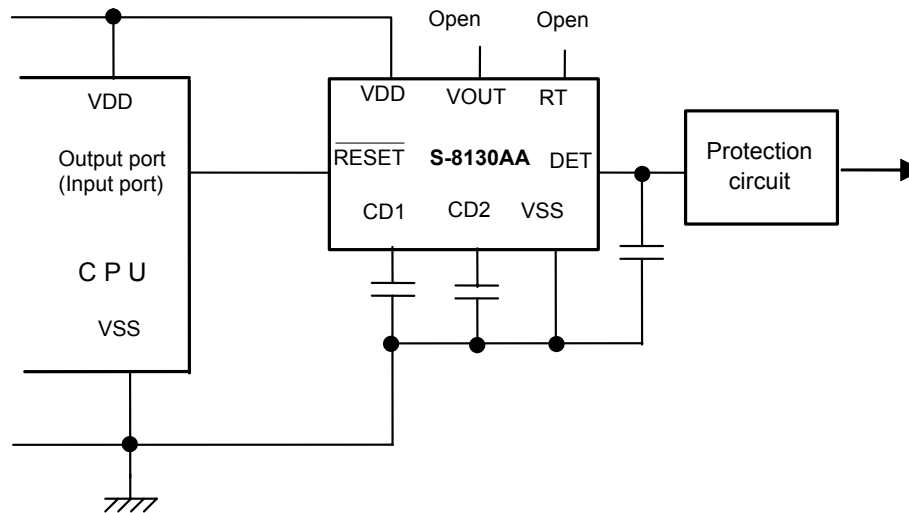 Open
Open
VDD
VOUT
RT
VDD
RESET
S-8130AA
DET
Output port
(Input port)
Protection
circuit
CD1
CD2
VSS
C P U
VSS